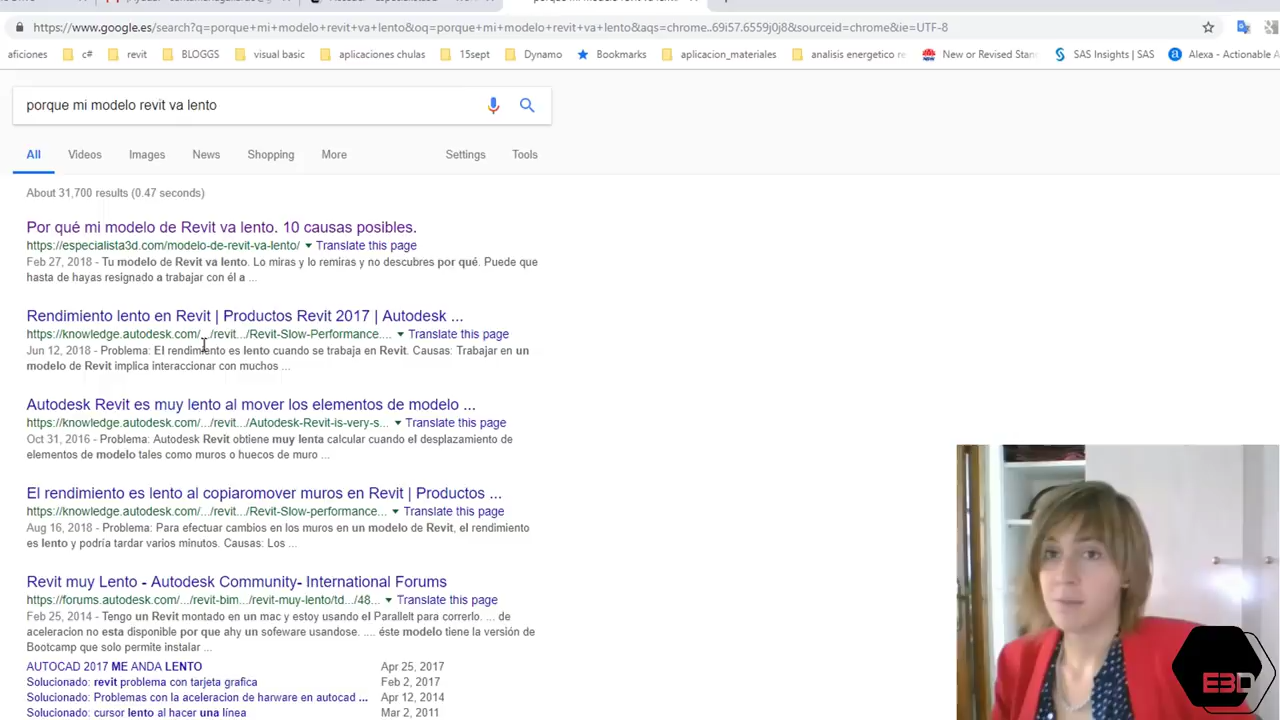 https://www.google.es/search?q=porque+mi+modelo+revit+va+lento&oq=porque+mi+modelo+revit+va+lento&aqs=chrome..69i57.6559j0j8&sourceid=chrome&ie=UTF-8
aficiones c# revit BLOGGS visual basic aplicaciones chulas 15sept Dynamo Bookmarks aplicacion_materiales analisis energetico re New or Revised Stan SAS Insights | SAS Alexa - Actionable A
porque mi modelo revit va lento
All Videos Images News Shopping More Settings Tools
About 31,700 results (0.47 seconds)
Por qué mi modelo de Revit va lento. 10 causas posibles.
https://especialista3d.com/modelo-de-revit-va-lento/ Translate this page
Feb 27, 2018 - Tu modelo de Revit va lento. Lo miras y lo remiras y no descubres por qué. Puede que
hasta de hayas resignado a trabajar con él a ...
Rendimiento lento en Revit | Productos Revit 2017 | Autodesk ...
https://knowledge.autodesk.com/.../revit.../Revit-Slow-Performance.... Translate this page
Jun 12, 2018 - Problema: El rendimiento es lento cuando se trabaja en Revit. Causas: Trabajar en un
modelo de Revit implica interaccionar con muchos ...
Autodesk Revit es muy lento al mover los elementos de modelo ...
https://knowledge.autodesk.com/.../revit.../Autodesk-Revit-is-very-s... Translate this page
Oct 31, 2016 - Problema: Autodesk Revit obtiene muy lenta calcular cuando el desplazamiento de
elementos de modelo tales como muros o huecos de muro ...
El rendimiento es lento al copiaromover muros en Revit | Productos ...
https://knowledge.autodesk.com/.../revit.../Revit-Slow-performance... Translate this page
Aug 16, 2018 - Problema: Para efectuar cambios en los muros en un modelo de Revit, el rendimiento
es lento y podría tardar varios minutos. Causas: Los ...
Revit muy Lento - Autodesk Community- International Forums
https://forums.autodesk.com/.../revit-bim.../revit-muy-lento/td.../48... Translate this page
Feb 25, 2014 - Tengo un Revit montado en un mac y estoy usando el Parallelt para correrlo. ... de
aceleracion no esta disponible por que ahy un sofeware usandose. .... éste modelo tiene la versión de
Bootcamp que solo permite instalar ...
AUTOCAD 2017 ME ANDA LENTO Apr 25, 2017
Solucionado: revit problema con tarjeta grafica Feb 2, 2017
Solucionado: Problemas con la aceleracion de harware en autocad ... Apr 12, 2014
Solucionado: cursor lento al hacer una línea Mar 2, 2011
E3D